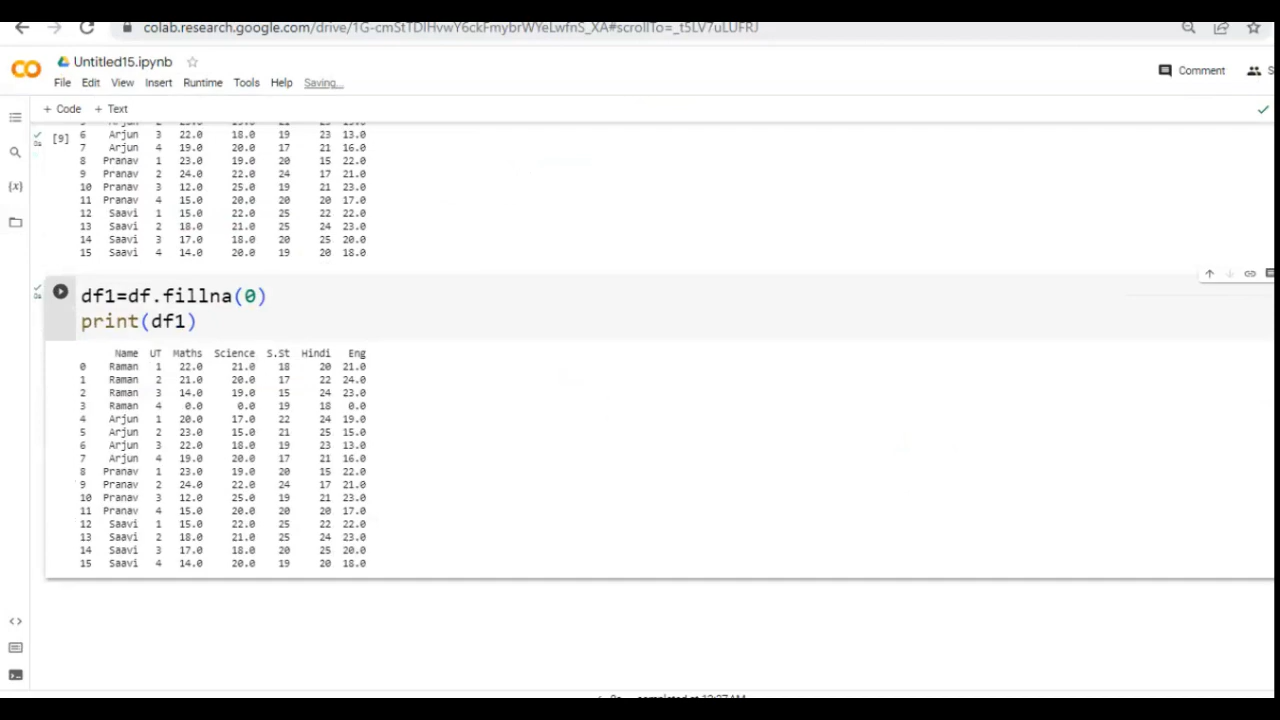 colab.research.google.com/drive/1G-cmStTDIHvwY6ckFmybrWYeLwfnS_XA#scrollTo=_t5LV7uLUFRJ
Untitled15.ipynb
File Edit View Insert Runtime Tools Help Saving...
Comment
+ Code + Text
[9]
6 Arjun 3 22.0 18.0 19 23 13.0
7 Arjun 4 19.0 20.0 17 21 16.0
8 Pranav 1 23.0 19.0 20 15 22.0
9 Pranav 2 24.0 22.0 24 17 21.0
10 Pranav 3 12.0 25.0 19 21 23.0
11 Pranav 4 15.0 20.0 20 20 17.0
12 Saavi 1 15.0 22.0 25 22 22.0
13 Saavi 2 18.0 21.0 25 24 23.0
14 Saavi 3 17.0 18.0 20 25 20.0
15 Saavi 4 14.0 20.0 19 20 18.0
df1=df.fillna(0)
print(df1)
Name UT Maths Science S.St Hindi Eng
0 Raman 1 22.0 21.0 18 20 21.0
1 Raman 2 21.0 20.0 17 22 24.0
2 Raman 3 14.0 19.0 15 24 23.0
3 Raman 4 0.0 0.0 19 18 0.0
4 Arjun 1 20.0 17.0 22 24 19.0
5 Arjun 2 23.0 15.0 21 25 15.0
6 Arjun 3 22.0 18.0 19 23 13.0
7 Arjun 4 19.0 20.0 17 21 16.0
8 Pranav 1 23.0 19.0 20 15 22.0
9 Pranav 2 24.0 22.0 24 17 21.0
10 Pranav 3 12.0 25.0 19 21 23.0
11 Pranav 4 15.0 20.0 20 20 17.0
12 Saavi 1 15.0 22.0 25 22 22.0
13 Saavi 2 18.0 21.0 25 24 23.0
14 Saavi 3 17.0 18.0 20 25 20.0
15 Saavi 4 14.0 20.0 19 20 18.0